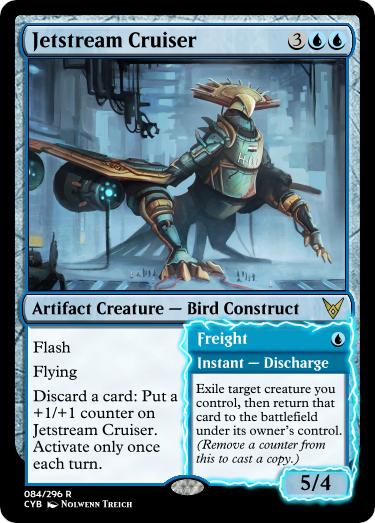 Jetstream Cruiser 3
Artifact Creature — Bird Construct
Flash
Flying
Discard a card: Put a
+1/+1 counter on
Jetstream Cruiser.
Activate only once
each turn.
Freight
Instant — Discharge
Exile target creature you
control, then return that
card to the battlefield
under its owner's control.
(Remove a counter from
this to cast a copy.)
5/4
084/296 R
CYB • Nolwenn Treich